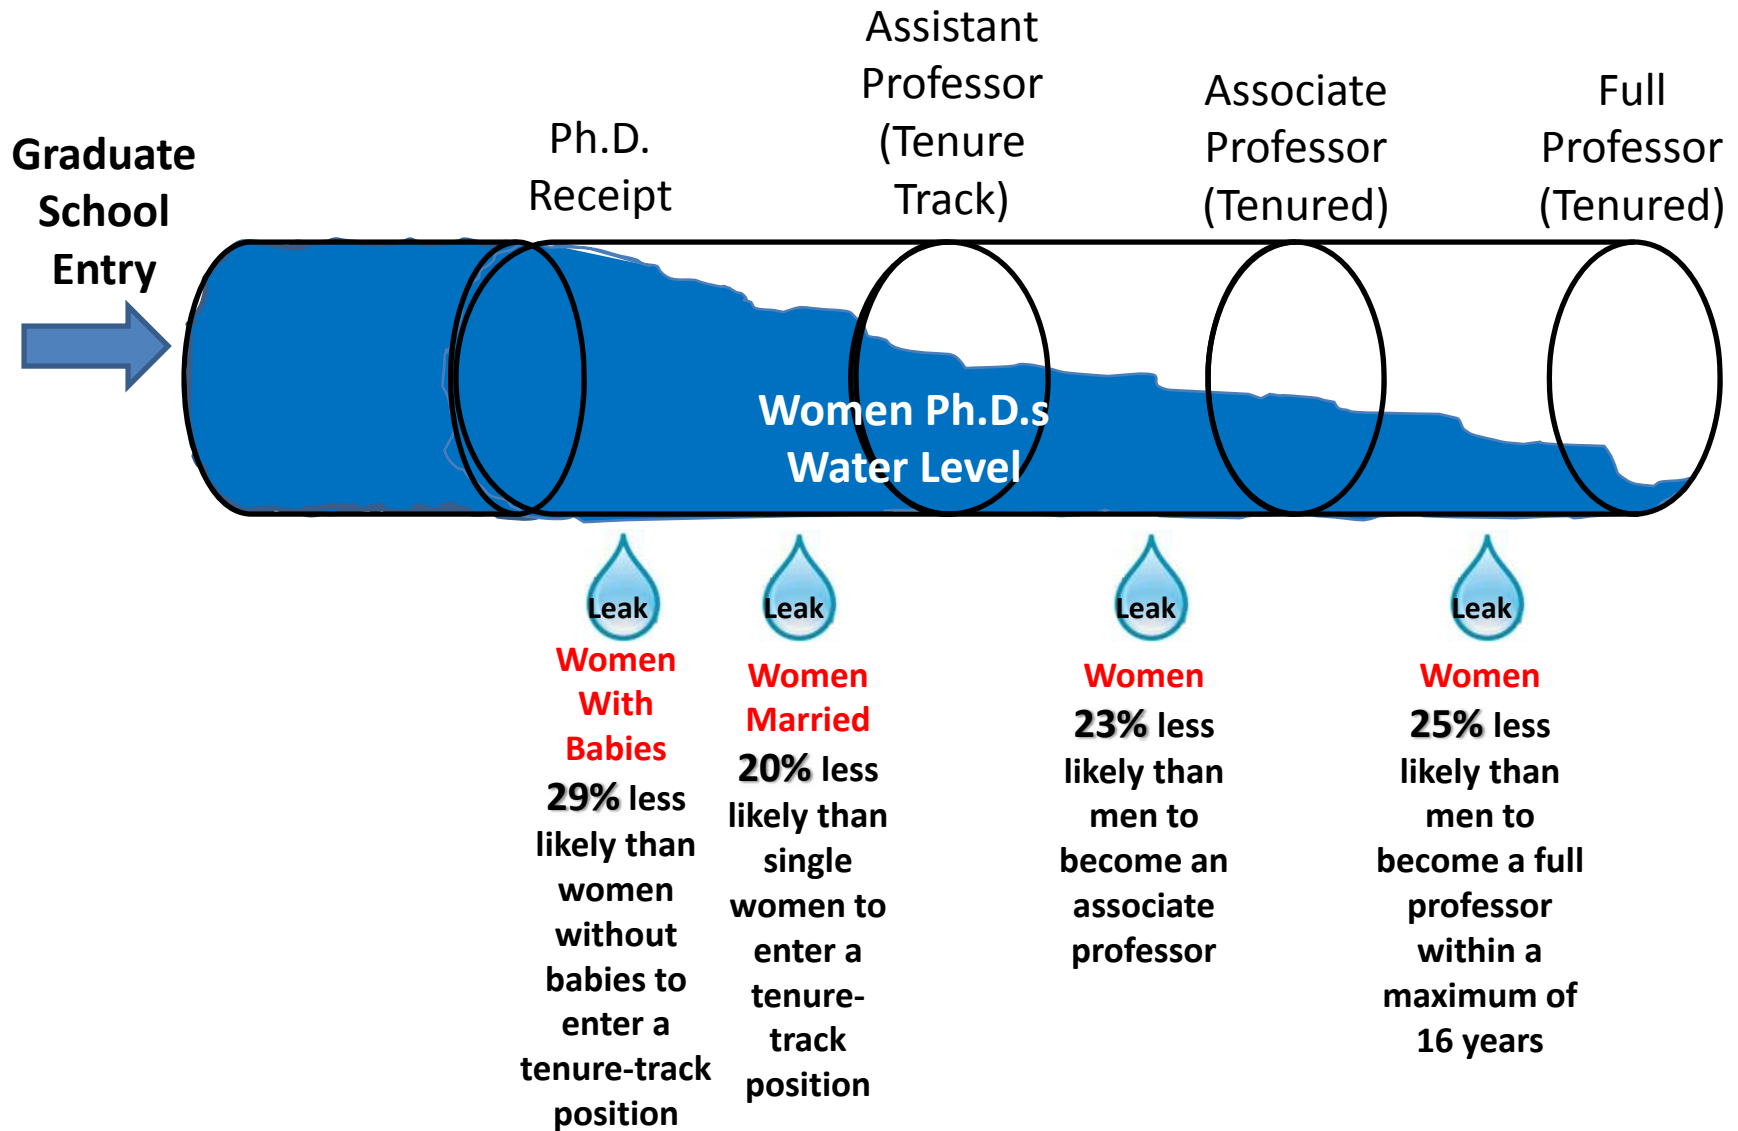 Graduate
School
Entry
Ph.D.
Receipt
Assistant
Professor
(Tenure
Track)
Associate
Professor
(Tenured)
Full
Professor
(Tenured)
Women Ph.D.s
Water Level
Leak
Women
With
Babies
29% less
likely than
women
without
babies to
enter a
tenure-track
position
Leak
Women
Married
20% less
likely than
single
women to
enter a
tenure-
track
position
Leak
Women
23% less
likely than
men to
become an
associate
professor
Leak
Women
25% less
likely than
men to
become a full
professor
within a
maximum of
16 years